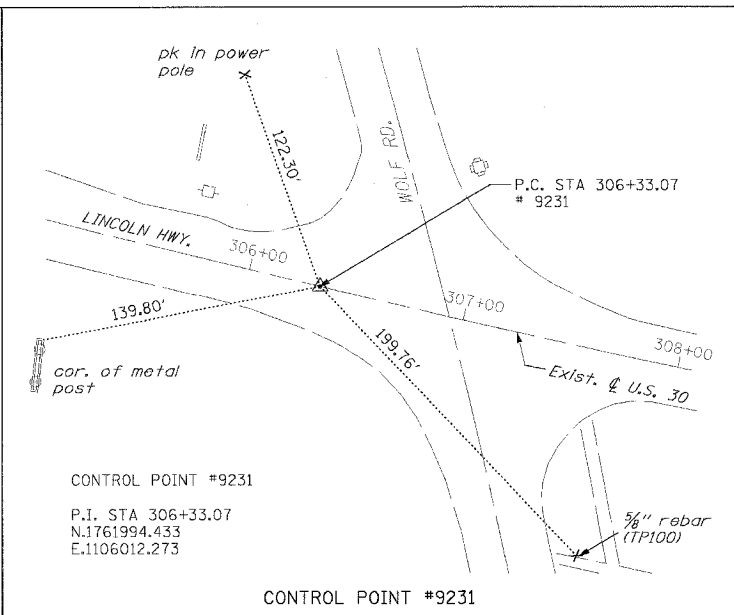 pk in power
pole
122.30'
WOLF RD.
P.C. STA 306+33.07
# 9231
LINCOLN HWY.
306+00
307+00
308+00
139.80'
199.76'
cor. of metal
post
Exist. ℄ U.S. 30
CONTROL POINT #9231
P.I. STA 306+33.07
N.1761994.433
E.1106012.273
5/8" rebar
(TP100)
CONTROL POINT #9231